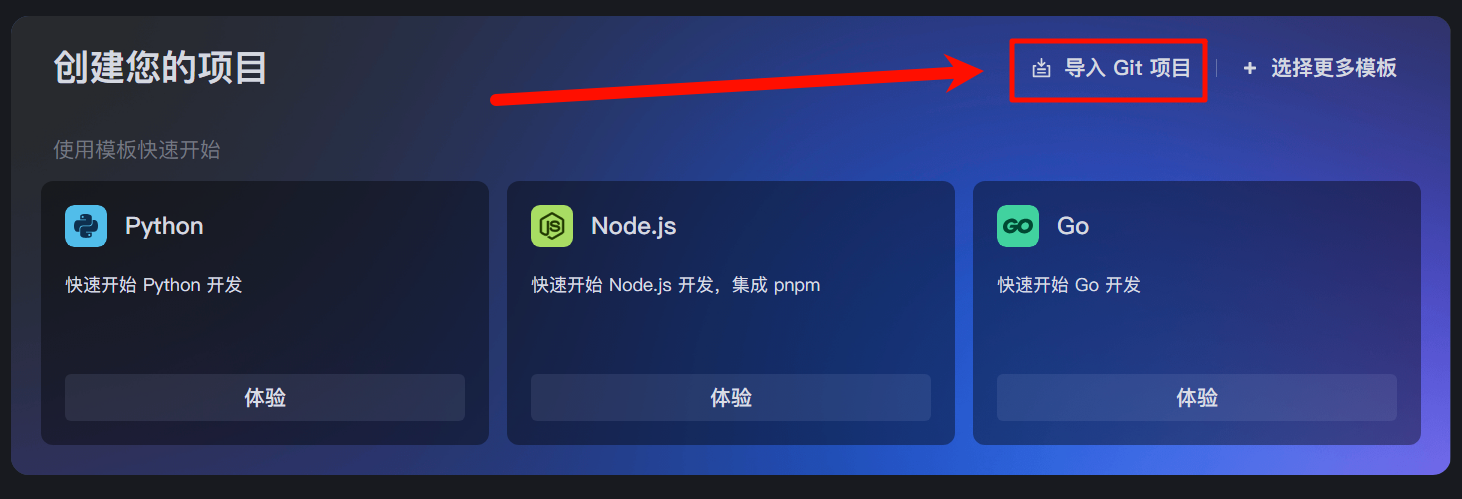 创建您的项目
导入 Git 项目
+ 选择更多模板
使用模板快速开始
Python
快速开始 Python 开发
体验
JS
Node.js
快速开始 Node.js 开发，集成 pnpm
体验
GO
Go
快速开始 Go 开发
体验